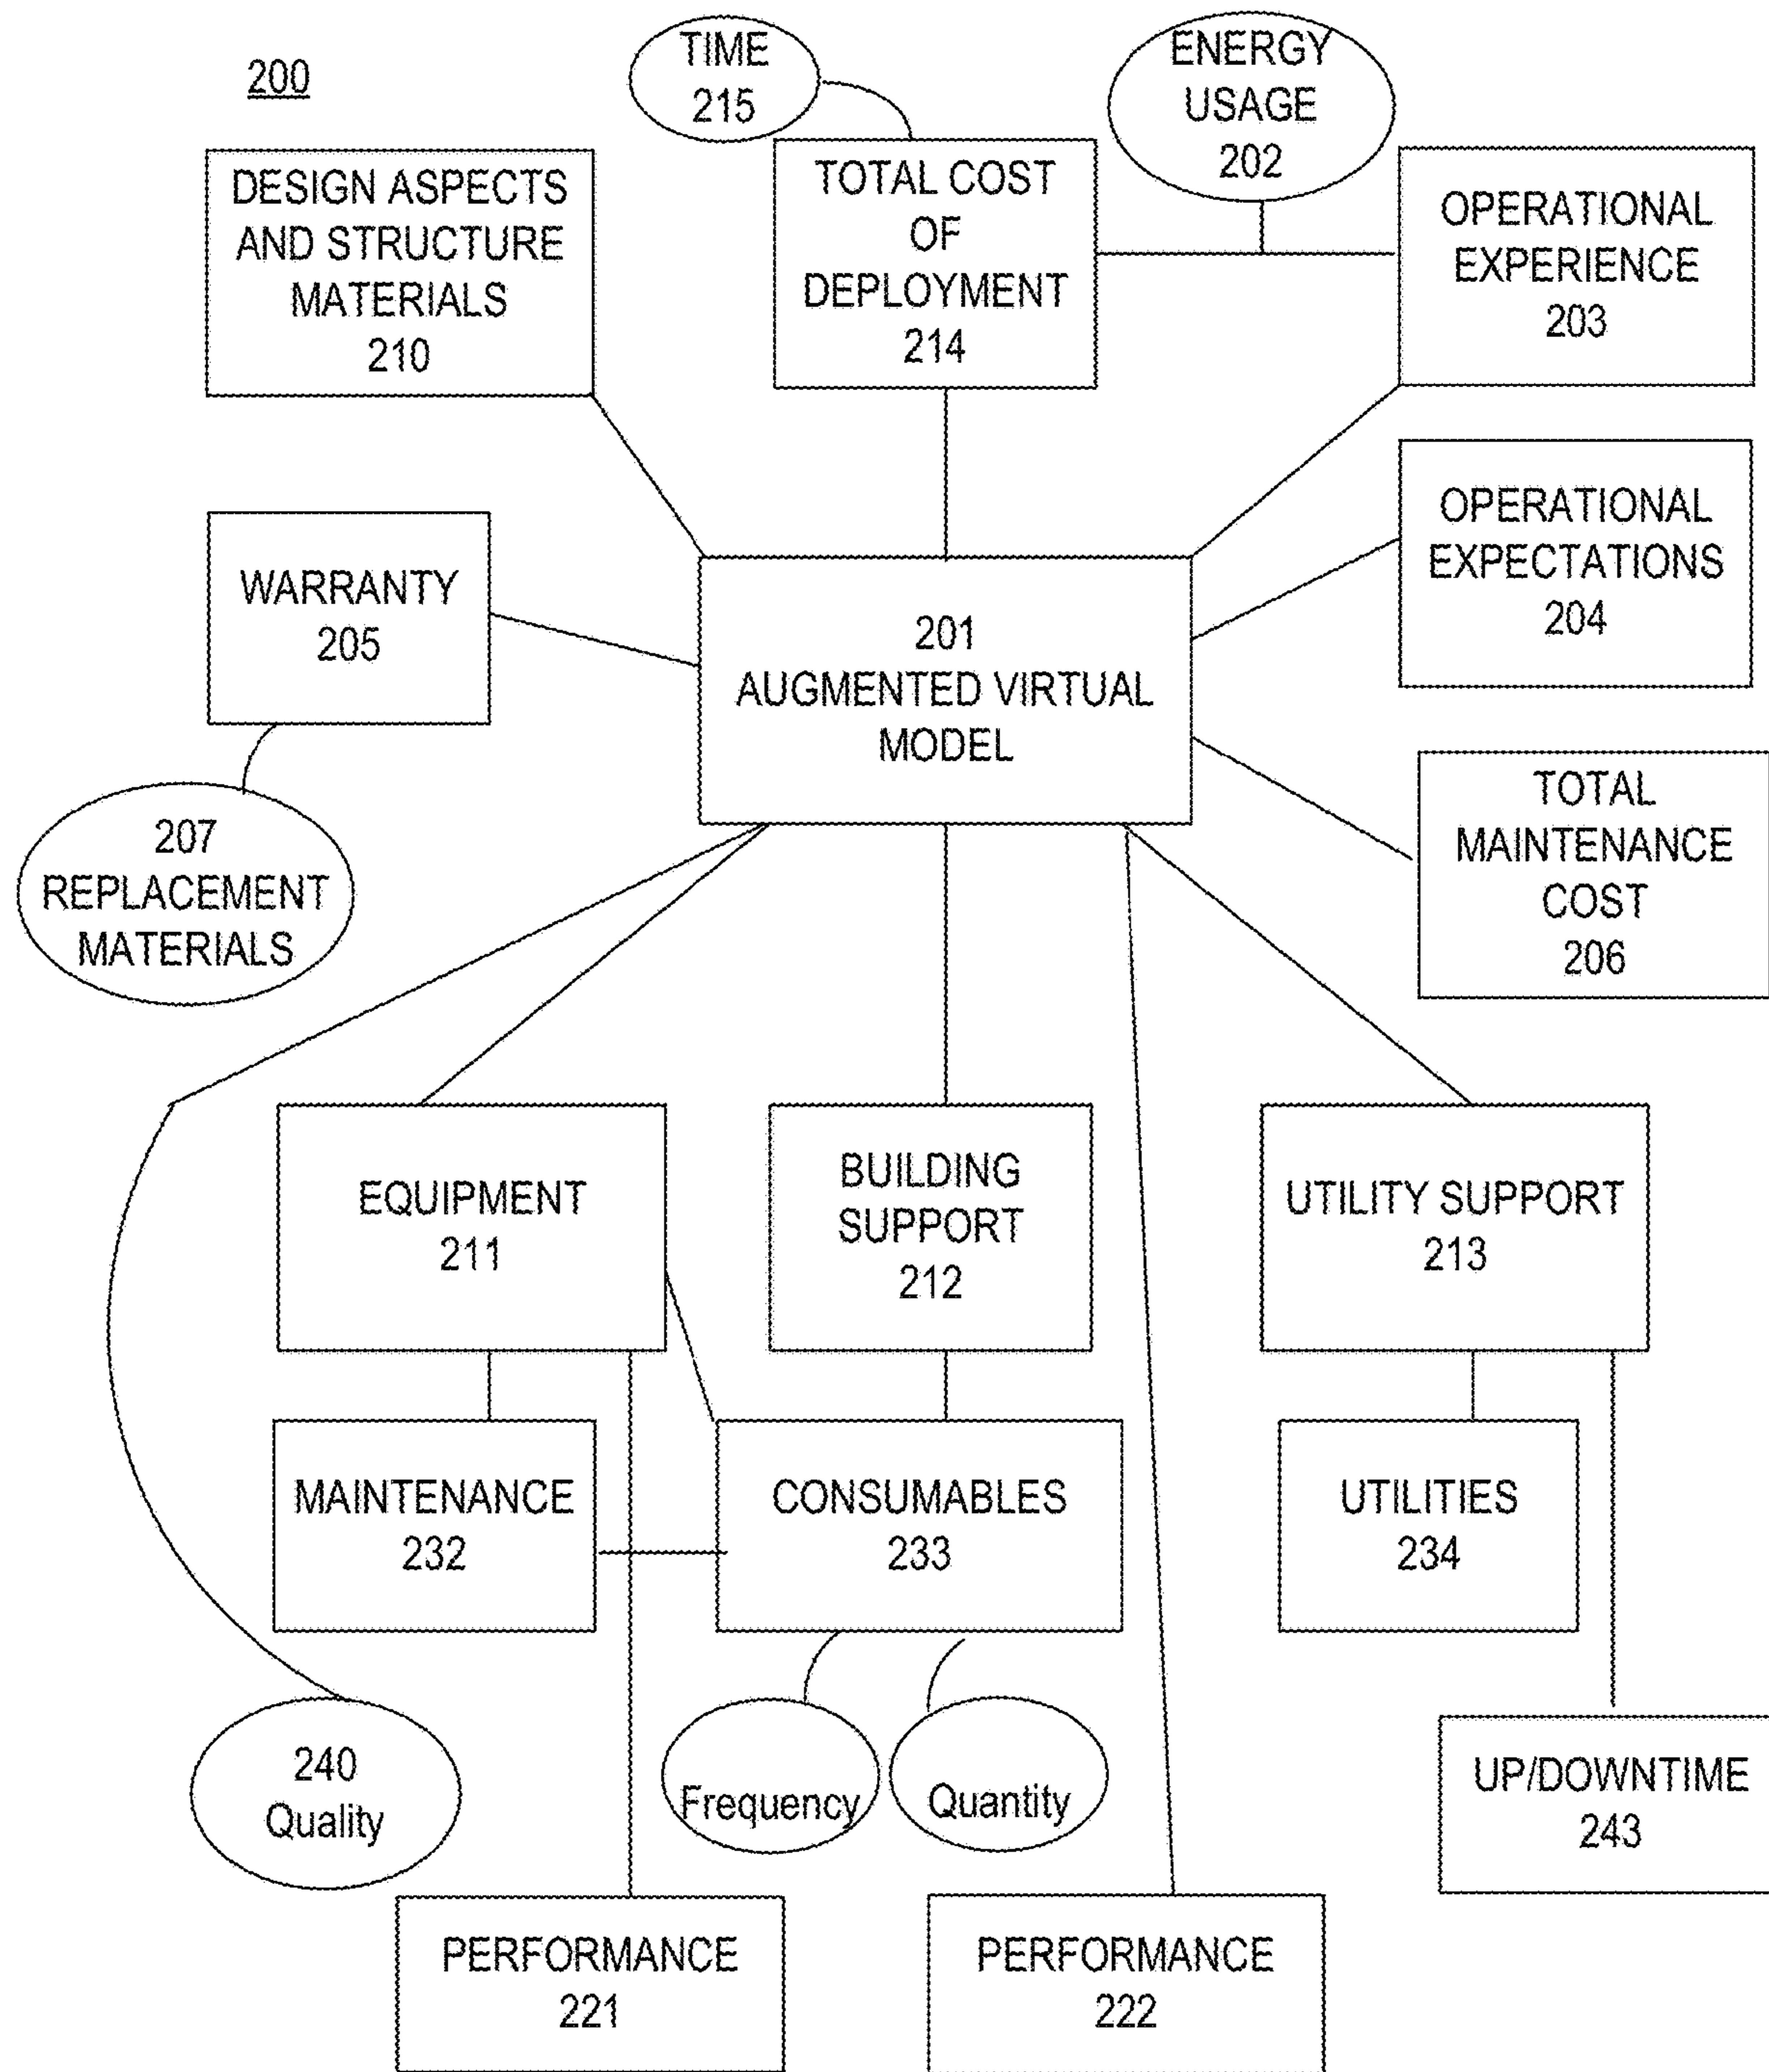 200
TIME
215
ENERGY
USAGE
202
DESIGN ASPECTS
AND STRUCTURE
MATERIALS
210
TOTAL COST
OF
DEPLOYMENT
214
OPERATIONAL
EXPERIENCE
203
OPERATIONAL
EXPECTATIONS
204
WARRANTY
205
201
AUGMENTED VIRTUAL
MODEL
207
REPLACEMENT
MATERIALS
TOTAL
MAINTENANCE
COST
206
EQUIPMENT
211
BUILDING
SUPPORT
212
UTILITY SUPPORT
213
MAINTENANCE
232
CONSUMABLES
233
UTILITIES
234
240
Quality
Frequency
Quantity
UP/DOWNTIME
243
PERFORMANCE
221
PERFORMANCE
222